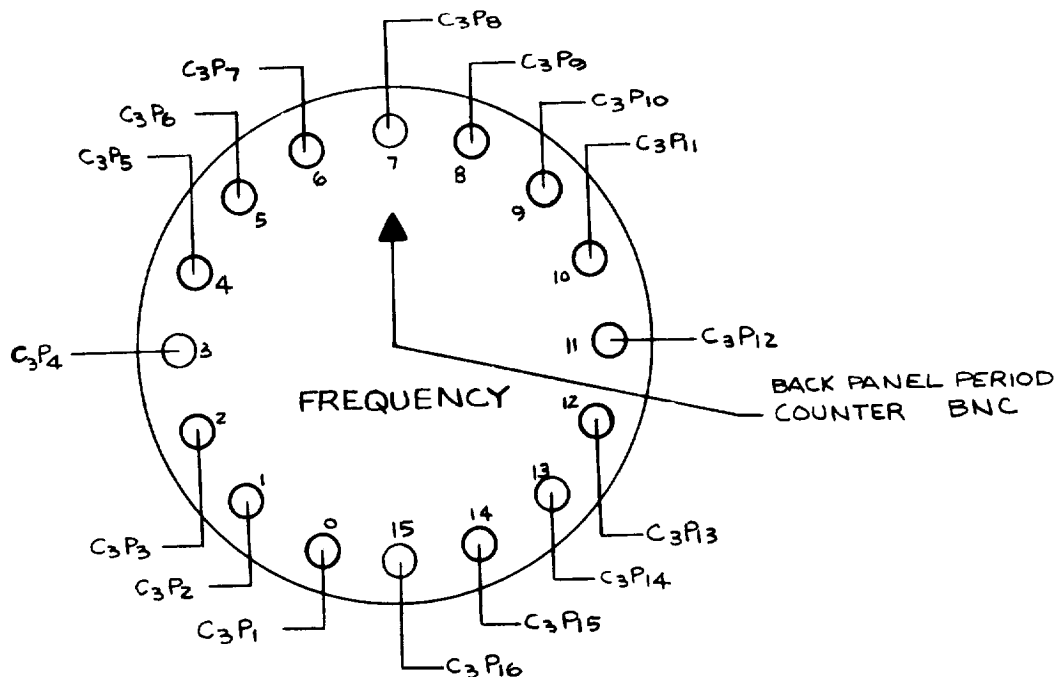 C₃P₈
C₃P₇
C₃P₉
C₃P₁₀
C₃P₆
C₃P₁₁
C₃P₅
7
8
6
9
5
10
4
C₃P₄
3
11
C₃P₁₂
BACK PANEL PERIOD
COUNTER BNC
FREQUENCY
12
2
13
1
C₃P₁₃
0
15
14
C₃P₃
C₃P₁₄
C₃P₂
C₃P₁₅
C₃P₁
C₃P₁₆